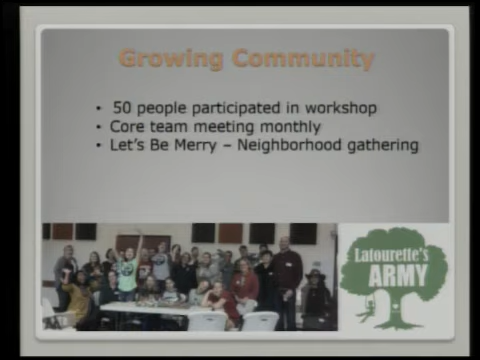 Growing Community
• 50 people participated in workshop
• Core team meeting monthly
• Let's Be Merry – Neighborhood gathering
Latourette's
ARMY